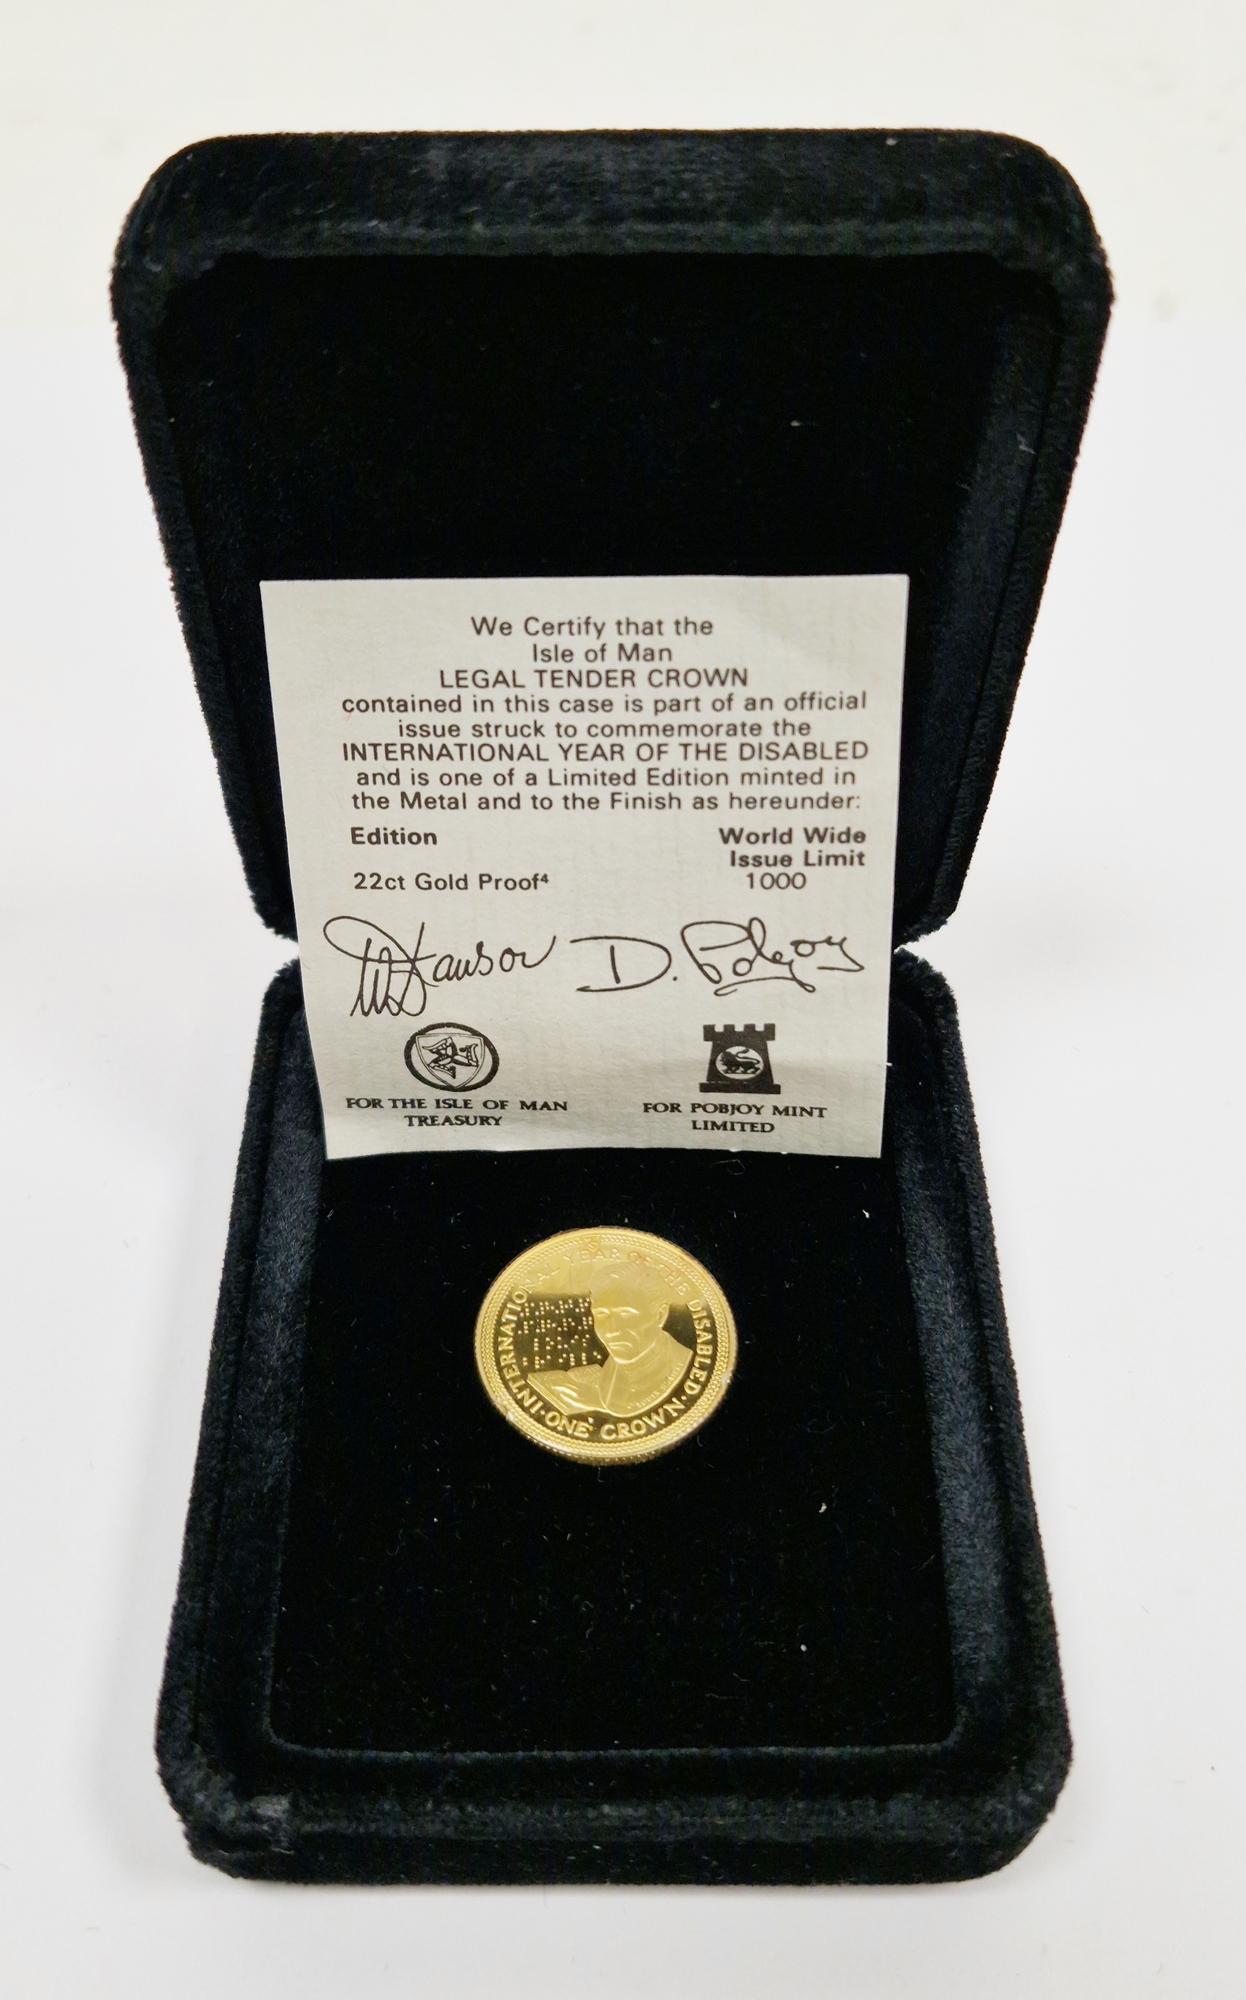 We Certify that the
Isle of Man
LEGAL TENDER CROWN
contained in this case is part of an official
issue struck to commemorate the
INTERNATIONAL YEAR OF THE DISABLED
and is one of a Limited Edition minted in
the Metal and to the Finish as hereunder:
Edition World Wide
Issue Limit
22ct Gold Proof⁴ 1000
D. Pobjoy
FOR THE ISLE OF MAN
TREASURY
FOR POBJOY MINT
LIMITED
INTERNATIONAL YEAR OF THE DISABLED
· ONE CROWN ·